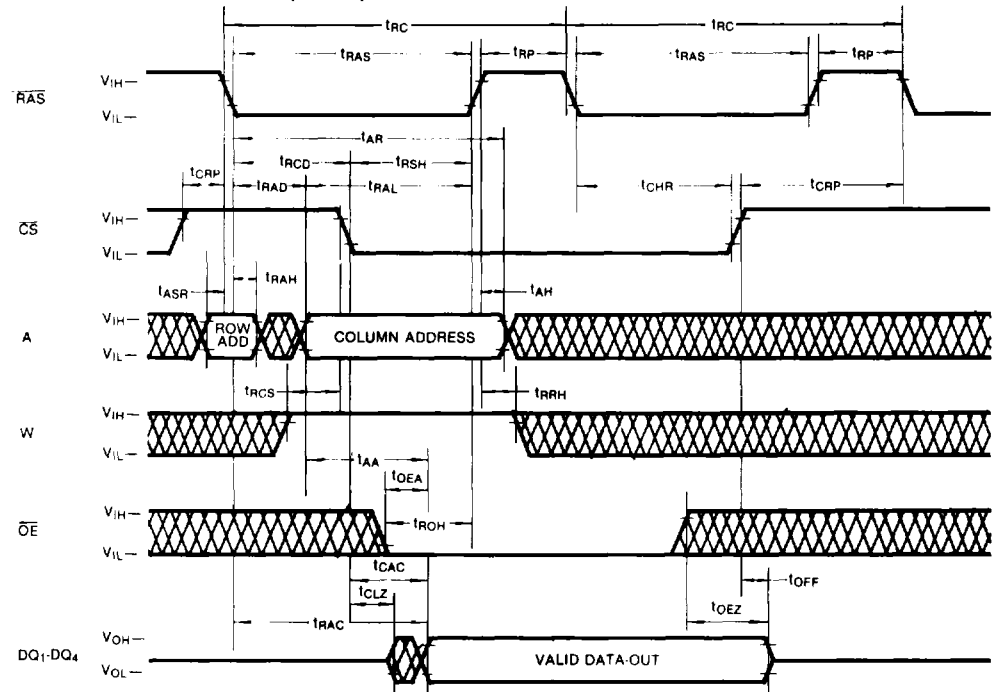 tRC tRC
tRAS tRP tRAS tRP
RAS VIH VIL
tAR
tRCD tRSH
tCRP tRAD tRAL tCHR tCRP
CS VIH VIL
tASR tRAH tAH
A VIH VIL ROW ADD COLUMN ADDRESS
tRCS tRRH
W VIH VIL
tAA tOEA
OE VIH VIL tROH
tCAC tOFF
tCLZ tOEZ
tRAC
DQ1-DQ4 VOH VOL VALID DATA-OUT